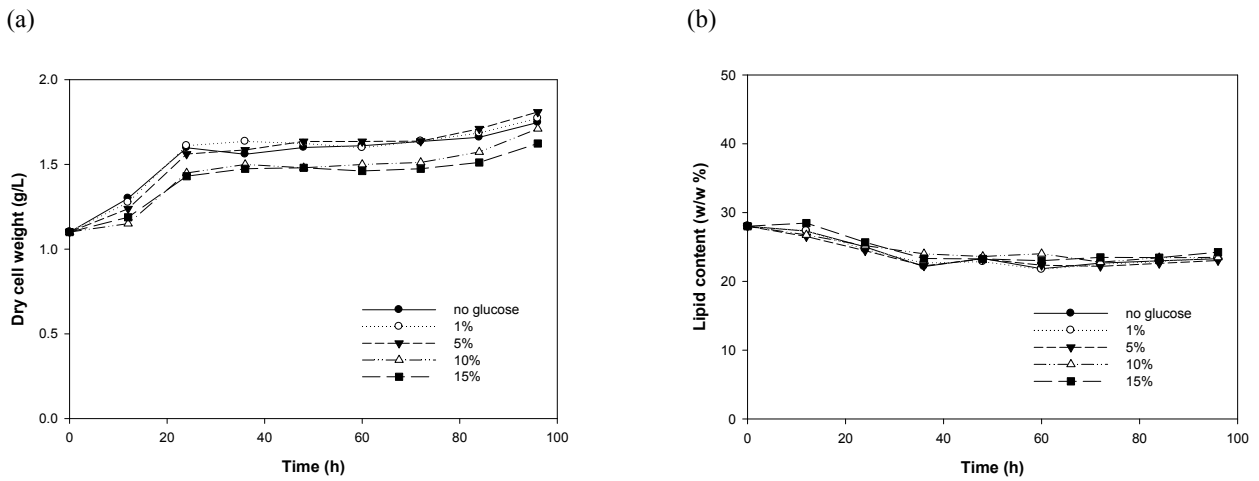 (a)
(b)
Dry cell weight (g/L)
2.0
1.5
1.0
0.5
0.0
no glucose
1%
5%
10%
15%
0 20 40 60 80 100
Time (h)
Lipid content (w/w %)
50
40
30
20
10
0
no glucose
1%
5%
10%
15%
0 20 40 60 80 100
Time (h)